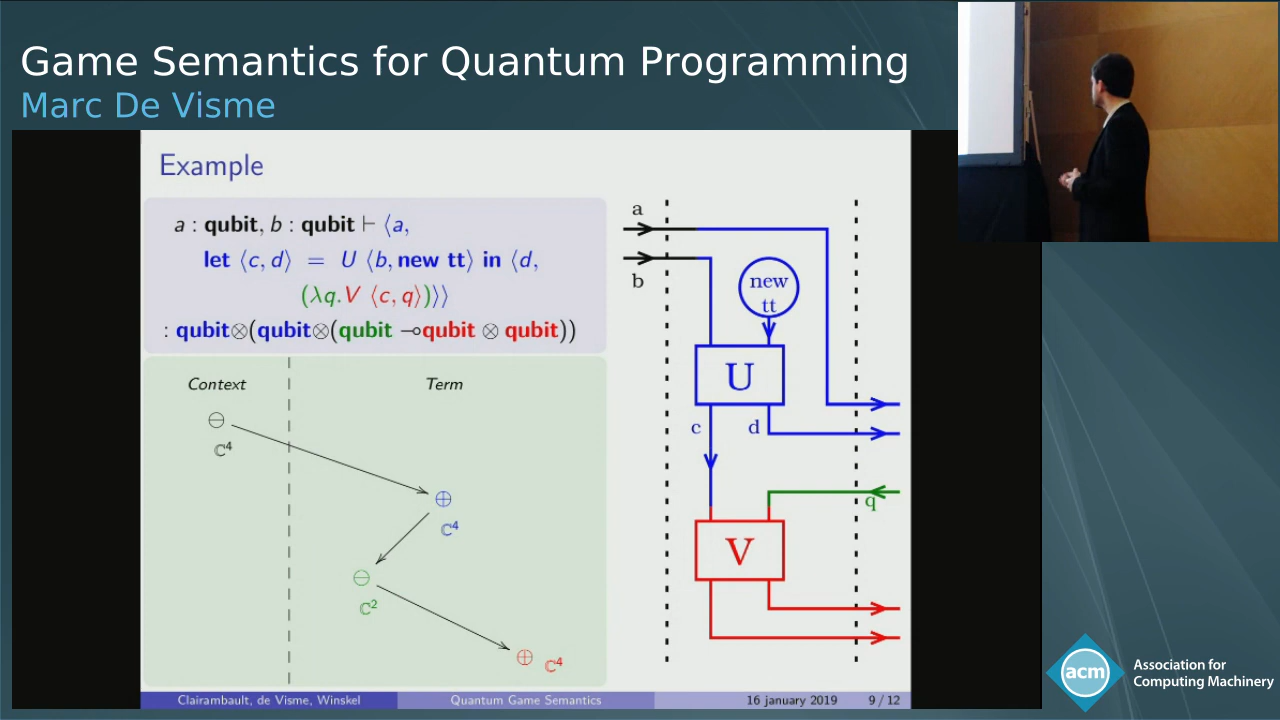 Game Semantics for Quantum Programming
Marc De Visme
Example
a : qubit, b : qubit ⊢ ⟨a,
let ⟨c, d⟩ = U ⟨b, new tt⟩ in ⟨d,
(λq.V ⟨c, q⟩)⟩⟩
: qubit⊗(qubit⊗(qubit ⊸qubit ⊗ qubit))
Context
Term
⊖
ℂ⁴
⊕
ℂ⁴
⊖
ℂ²
⊕ ℂ⁴
a
b
new
tt
U
c
d
q
V
Clairambault, de Visme, Winskel
Quantum Game Semantics
16 january 2019
9 / 12
acm
Association for
Computing Machinery